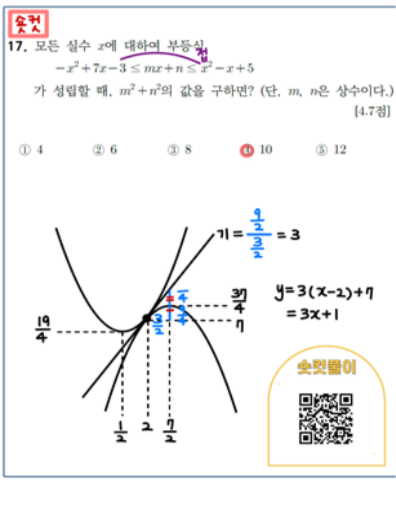 숏컷
17. 모든 실수 x에 대하여 부등식
접
-x²+7x-3 ≤ mx+n ≤ x²-x+5
가 성립할 때, m²+n²의 값을 구하면? (단, m, n은 상수이다.)
[4.7점]
① 4 ② 6 ③ 8 ④ 10 ⑤ 12
기 = (9/2)/(3/2) = 3
19/4
37/4
7
y=3(x-2)+7
=3x+1
3/2
1/2 2 7/2
숏컷풀이